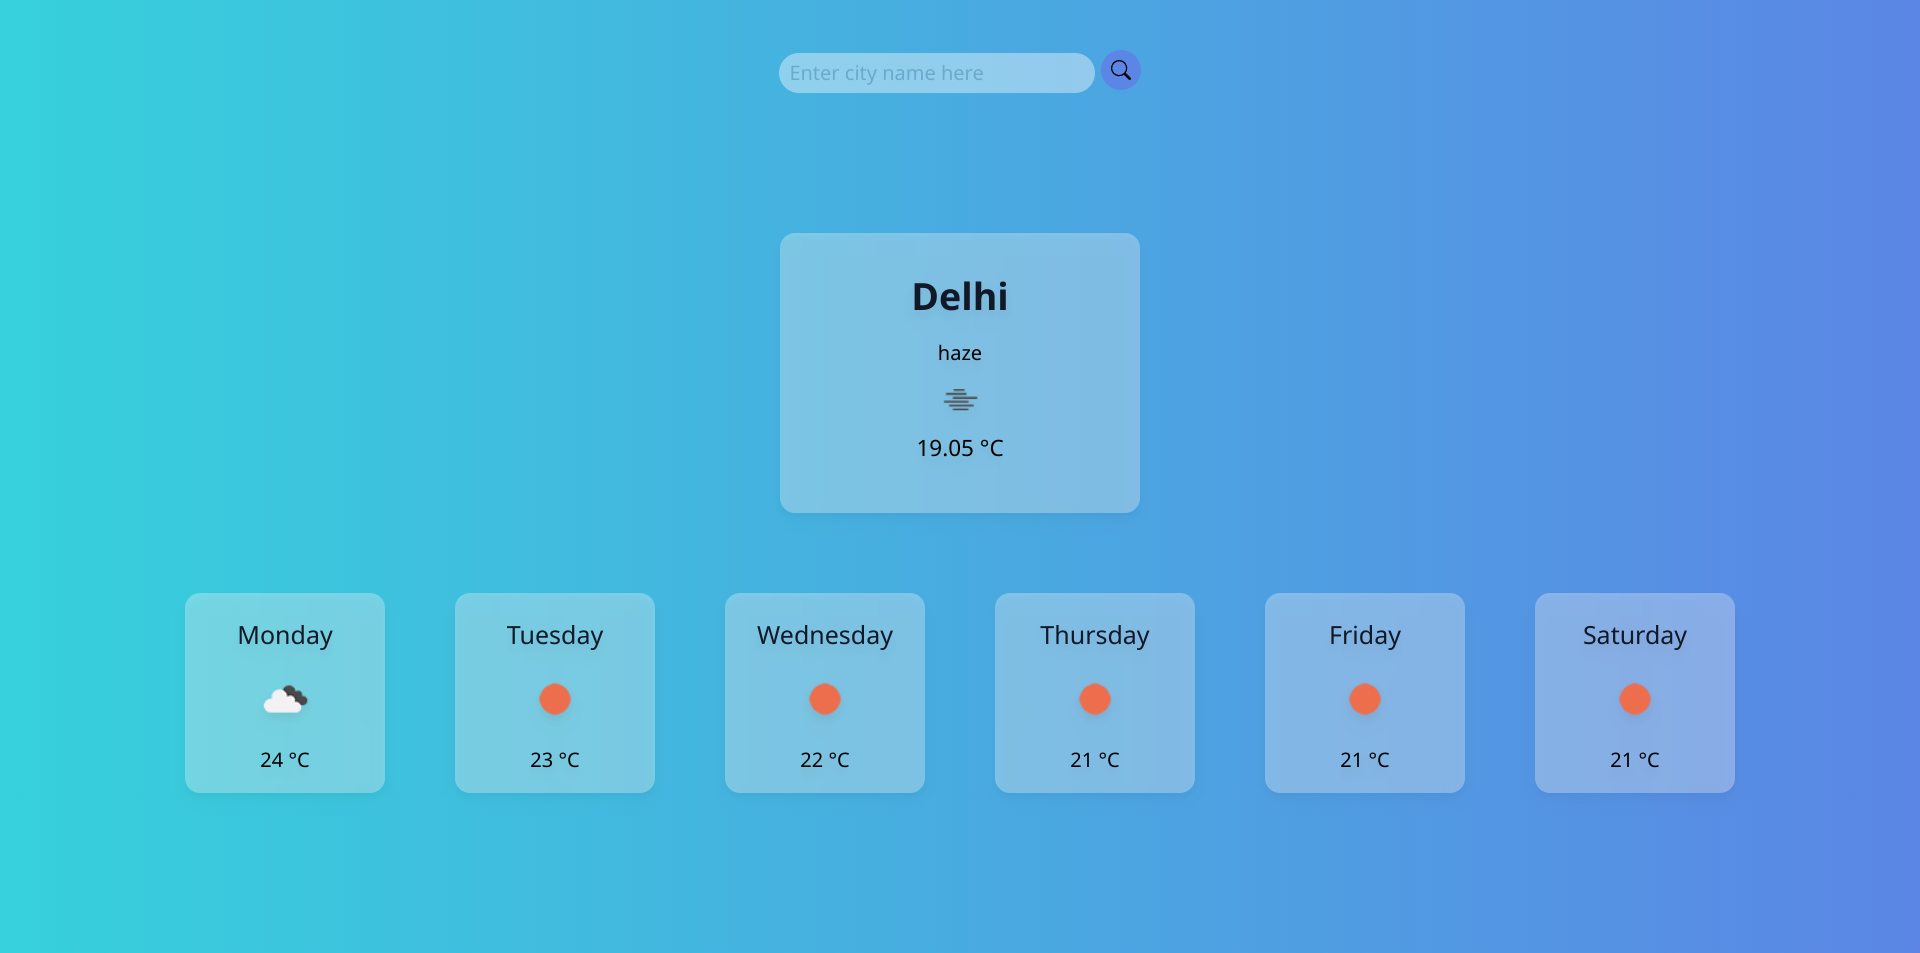 Enter city name here
Delhi
haze
19.05 °C
Monday
24 °C
Tuesday
23 °C
Wednesday
22 °C
Thursday
21 °C
Friday
21 °C
Saturday
21 °C